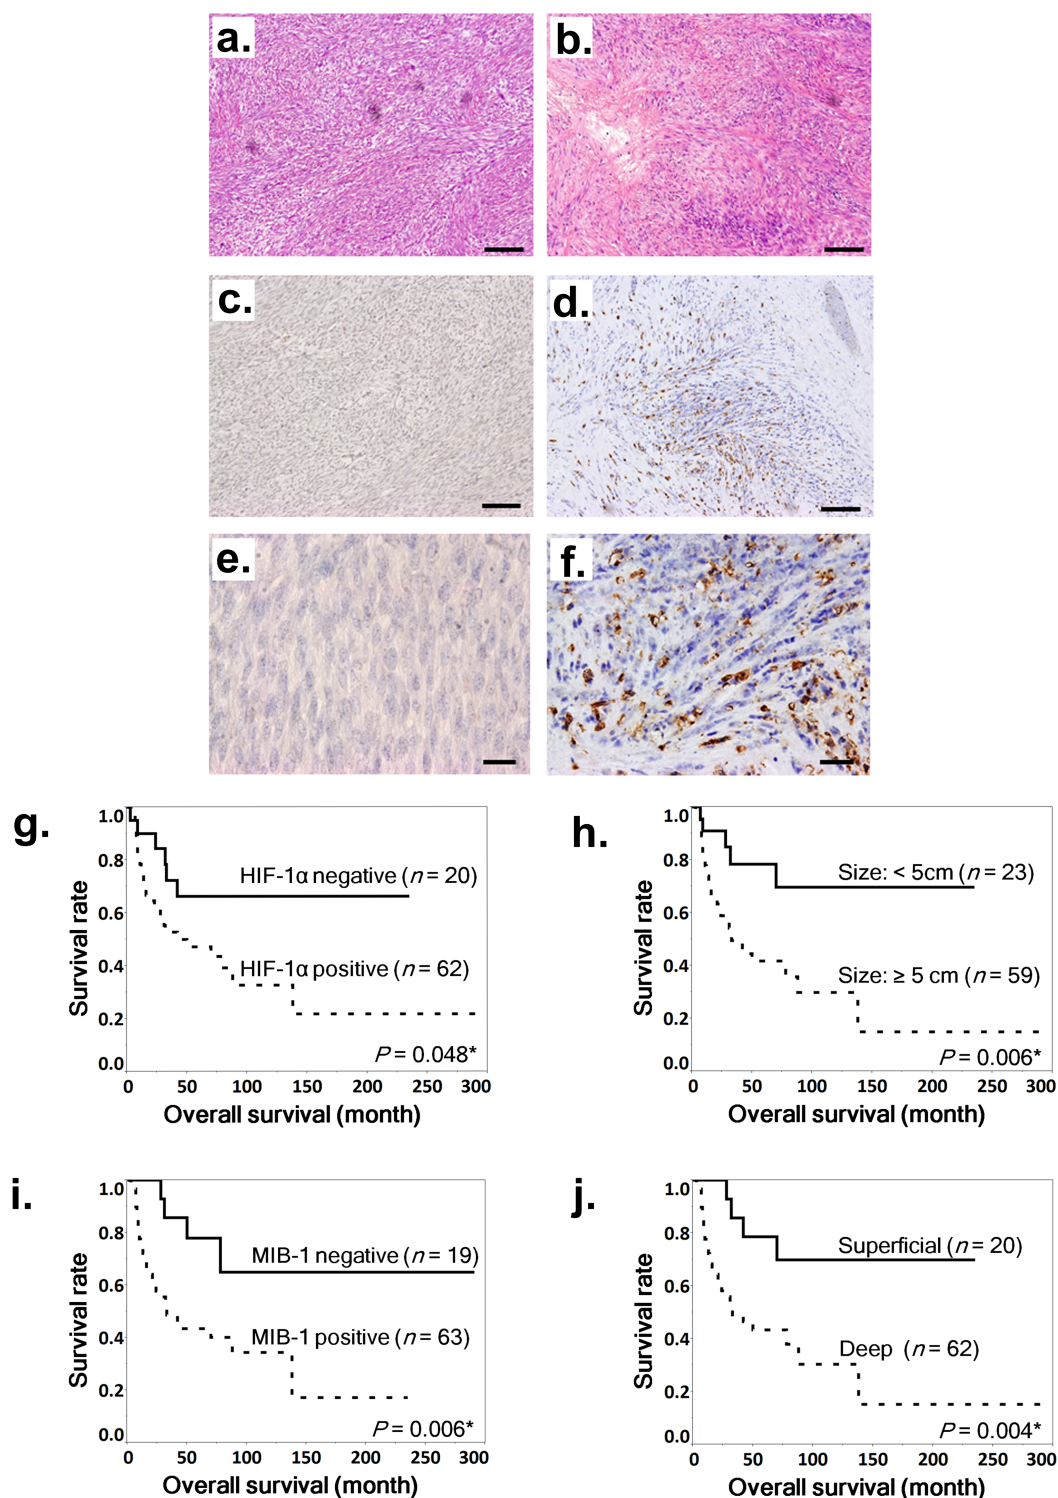 a.
b.
c.
d.
e.
f.
g.
1.0
0.8
0.6
0.4
0.2
0.0
Survival rate
HIF-1α negative (n = 20)
HIF-1α positive (n = 62)
P = 0.048*
0 50 100 150 200 250 300
Overall survival (month)
h.
1.0
0.8
0.6
0.4
0.2
0.0
Survival rate
Size: < 5cm (n = 23)
Size: ≥ 5 cm (n = 59)
P = 0.006*
0 50 100 150 200 250 300
Overall survival (month)
i.
1.0
0.8
0.6
0.4
0.2
0.0
Survival rate
MIB-1 negative (n = 19)
MIB-1 positive (n = 63)
P = 0.006*
0 50 100 150 200 250 300
Overall survival (month)
j.
1.0
0.8
0.6
0.4
0.2
0.0
Survival rate
Superficial (n = 20)
Deep (n = 62)
P = 0.004*
0 50 100 150 200 250 300
Overall survival (month)